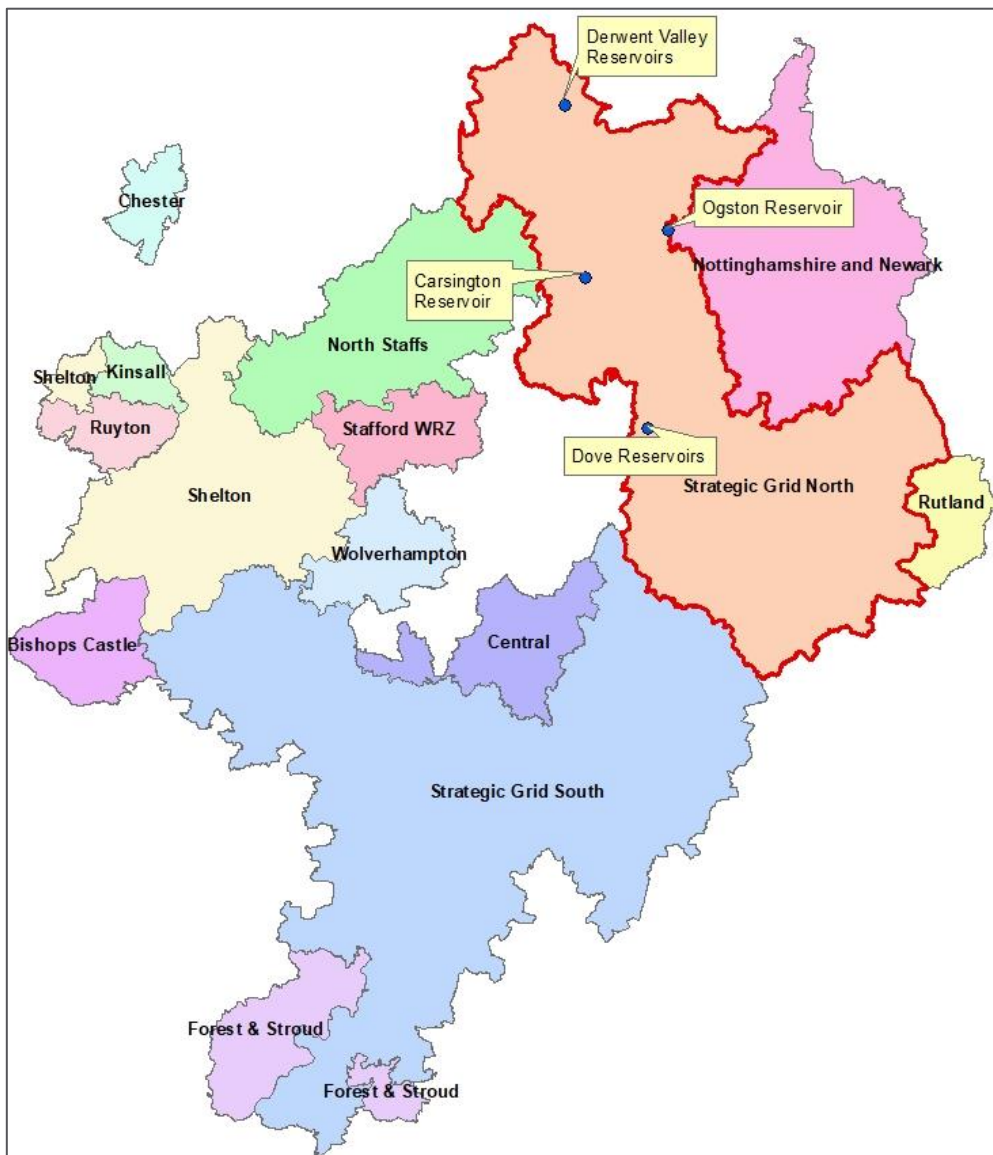 Derwent Valley
Reservoirs
Chester
Ogston Reservoir
Nottinghamshire and Newark
Carsington
Reservoir
North Staffs
Shelton
Kinsall
Ruyton
Stafford WRZ
Dove Reservoirs
Strategic Grid North
Rutland
Shelton
Wolverhampton
Bishops Castle
Central
Strategic Grid South
Forest & Stroud
Forest & Stroud